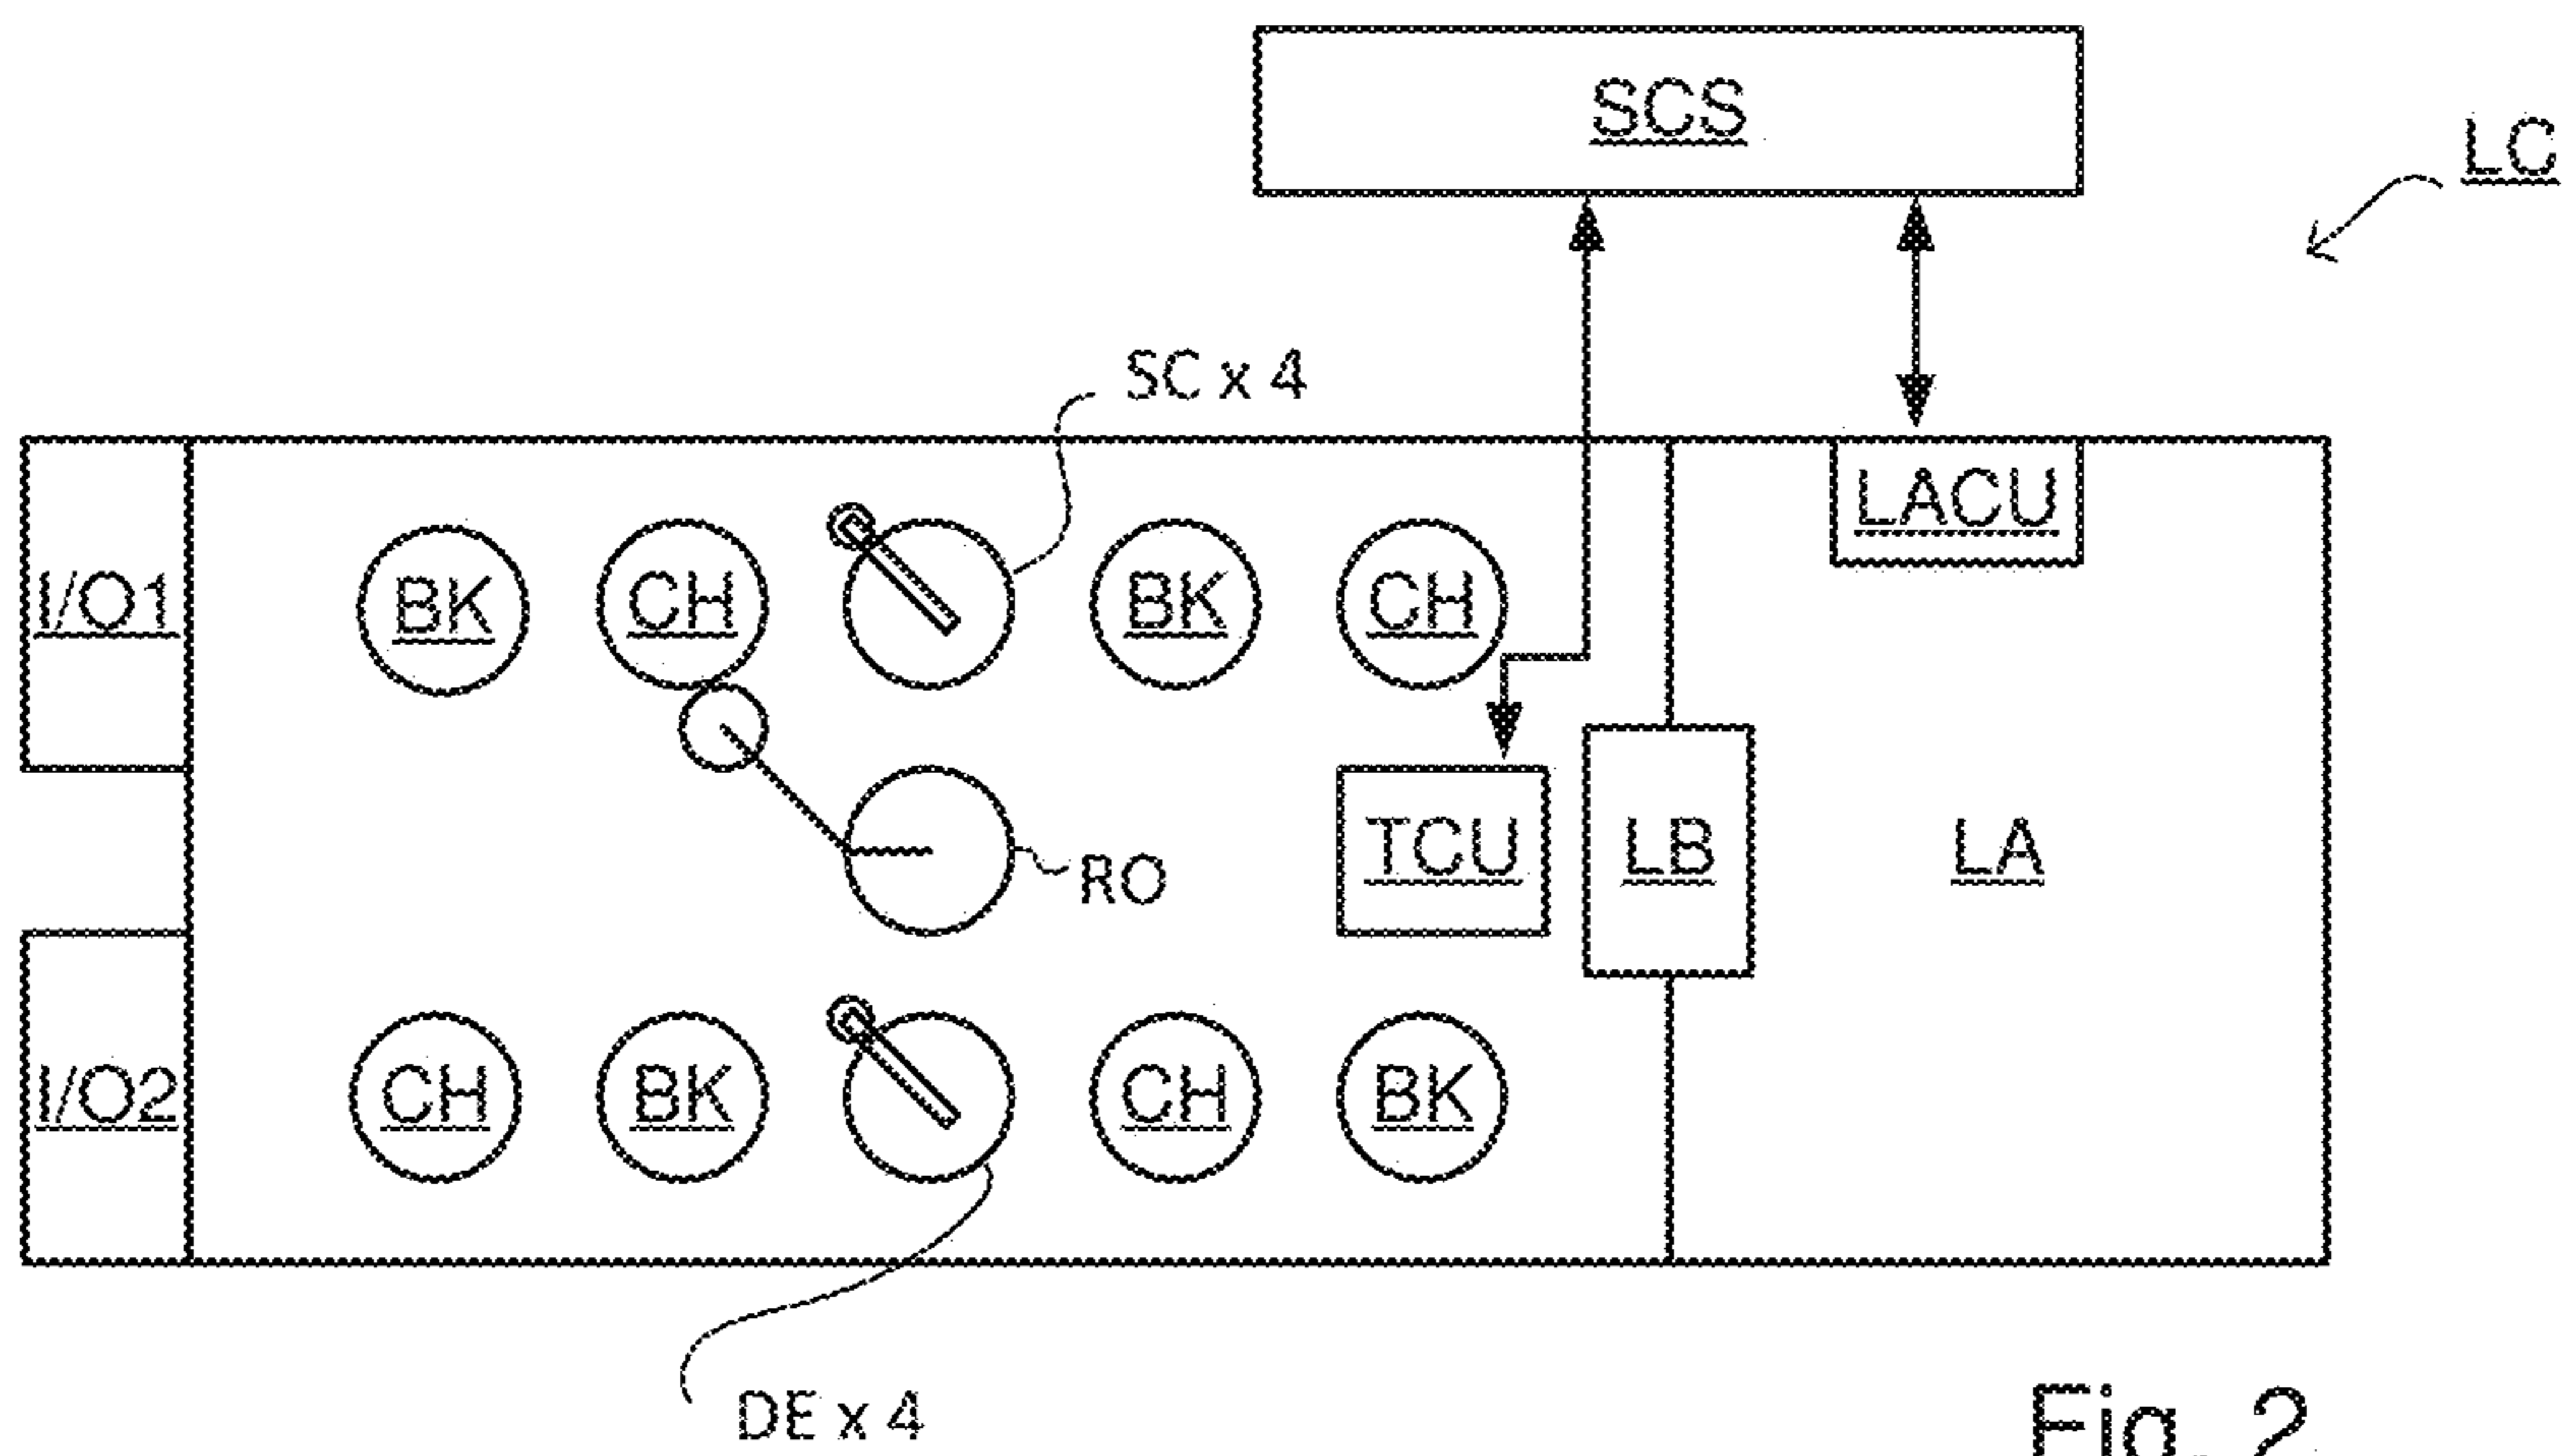 SCS
LC
SC x 4
LACU
I/O1
BK
CH
BK
CH
RO
TCU
LB
LA
I/O2
CH
BK
CH
BK
DE x 4
Fig. 2